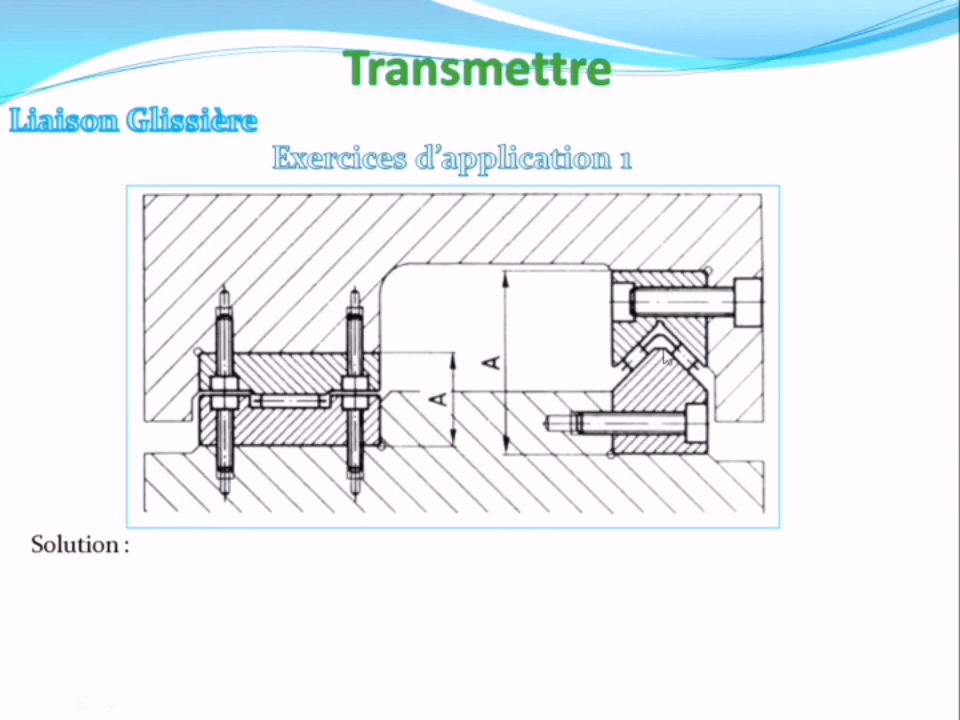 Transmettre
Liaison Glissière
Exercices d'application 1
A
A
Solution :